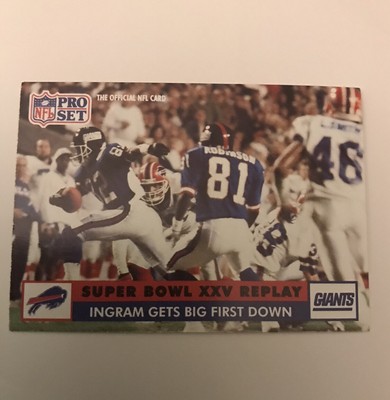 NFL
PRO
SET
THE OFFICIAL NFL CARD
ROBINSON
81
46
SUPER BOWL XXV REPLAY
GIANTS
INGRAM GETS BIG FIRST DOWN